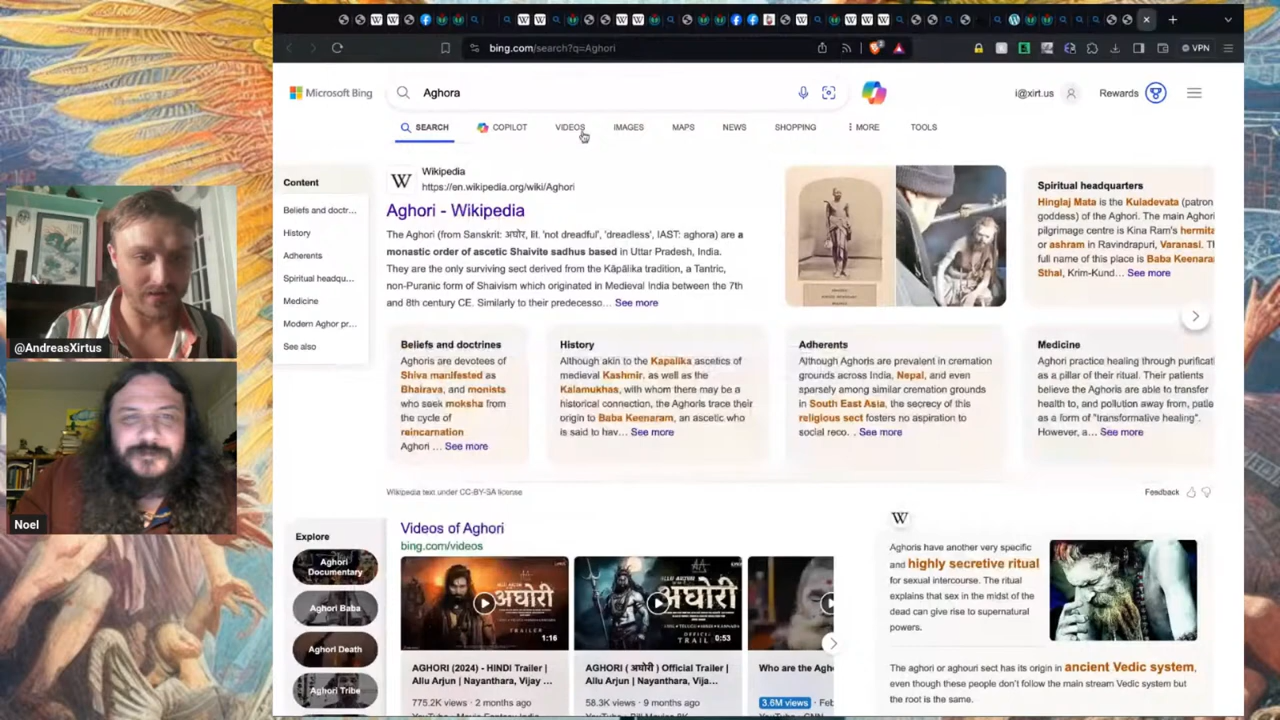 bing.com/search?q=Aghori
VPN
Microsoft Bing
Aghora
i@xirt.us
Rewards
SEARCH
COPILOT
VIDEOS
IMAGES
MAPS
NEWS
SHOPPING
MORE
TOOLS
Content
Beliefs and doctr...
History
Adherents
Spiritual headqu...
Medicine
Modern Aghor pr...
See also
Wikipedia
https://en.wikipedia.org/wiki/Aghori
Aghori - Wikipedia
The Aghori (from Sanskrit: अघोर, lit. 'not dreadful', 'dreadless', IAST: aghora) are a
monastic order of ascetic Shaivite sadhus based in Uttar Pradesh, India.
They are the only surviving sect derived from the Kāpālika tradition, a Tantric,
non-Puranic form of Shaivism which originated in Medieval India between the 7th
and 8th century CE. Similarly to their predecesso... See more
Spiritual headquarters
Hinglaj Mata is the Kuladevata (patron
goddess) of the Aghori. The main Aghori
pilgrimage centre is Kina Ram's hermita
or ashram in Ravindrapuri, Varanasi. Th
full name of this place is Baba Keenarar
Sthal, Krim-Kund... See more
Beliefs and doctrines
Aghoris are devotees of
Shiva manifested as
Bhairava, and monists
who seek moksha from
the cycle of
reincarnation
Aghori ... See more
History
Although akin to the Kapalika ascetics of
medieval Kashmir, as well as the
Kalamukhas, with whom there may be a
historical connection, the Aghoris trace their
origin to Baba Keenaram, an ascetic who
is said to hav... See more
Adherents
Although Aghoris are prevalent in cremation
grounds across India, Nepal, and even
sparsely among similar cremation grounds
in South East Asia, the secrecy of this
religious sect fosters no aspiration to
social reco... See more
Medicine
Aghori practice healing through purificati
as a pillar of their ritual. Their patients
believe the Aghoris are able to transfer
health to, and pollution away from, patie
as a form of "transformative healing".
However, a... See more
Wikipedia text under CC-BY-SA license
Feedback
Explore
Aghori
Documentary
Aghori Baba
Aghori Death
Aghori Tribe
Videos of Aghori
bing.com/videos
ALLU ARJUN
अघोरी
TRAILER
1:16
ALLU ARJUN
अघोरी
OFFICIAL
TRAIL
0:53
AGHORI (2024) - HINDI Trailer |
Allu Arjun | Nayanthara, Vijay ...
775.2K views · 2 months ago
AGHORI ( अघोरी ) Official Trailer |
Allu Arjun | Nayanthara, Vija...
58.3K views · 9 months ago
Who are the Agh
3.6M views
Feb
W
Aghoris have another very specific
and highly secretive ritual
for sexual intercourse. The ritual
explains that sex in the midst of the
dead can give rise to supernatural
powers.
The aghori or aghouri sect has its origin in ancient Vedic system,
even though these people don't follow the main stream Vedic system but
the root is the same.
@AndreasXirtus
Noel